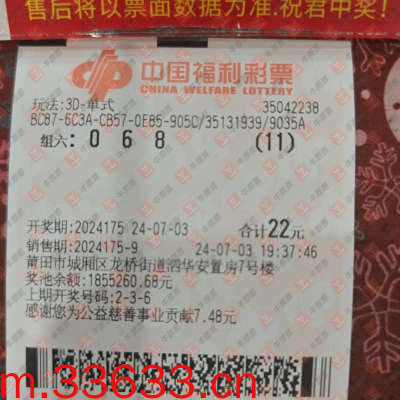 售后将以票面数据为准.祝君中奖!
中国福利彩票
CHINA WELFARE LOTTERY
玩法:3D-单式
35042238
BC87-6C3A-CB57-0E85-905C/35131939/9035A
组六: 0 6 8 (11)
开奖期:2024175 24-07-03 合计22元
销售期:2024175-9 24-07-03 19:37:46
莆田市城厢区龙桥街道泗华安置房7号楼
奖池余额:1855260.68元
上期开奖号码:2-3-6
感谢您为公益慈善事业贡献7.48元
m.33633.cn